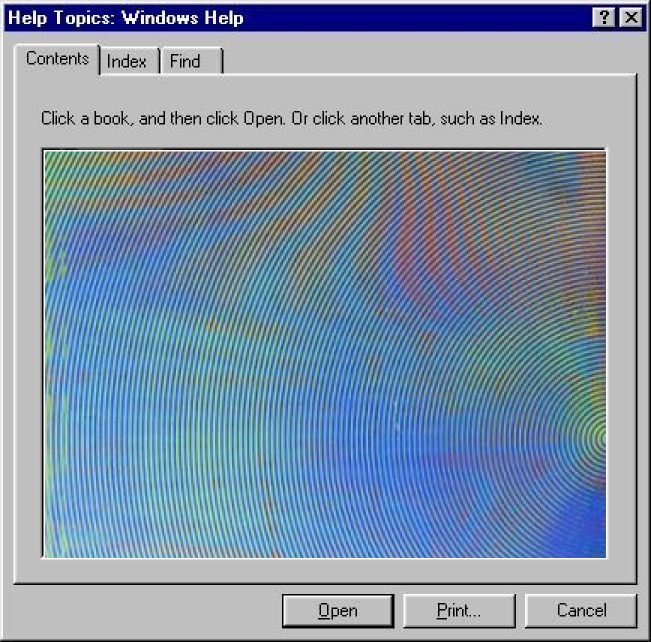 Help Topics: Windows Help
Contents Index Find
Click a book, and then click Open. Or click another tab, such as Index.
Open Print... Cancel